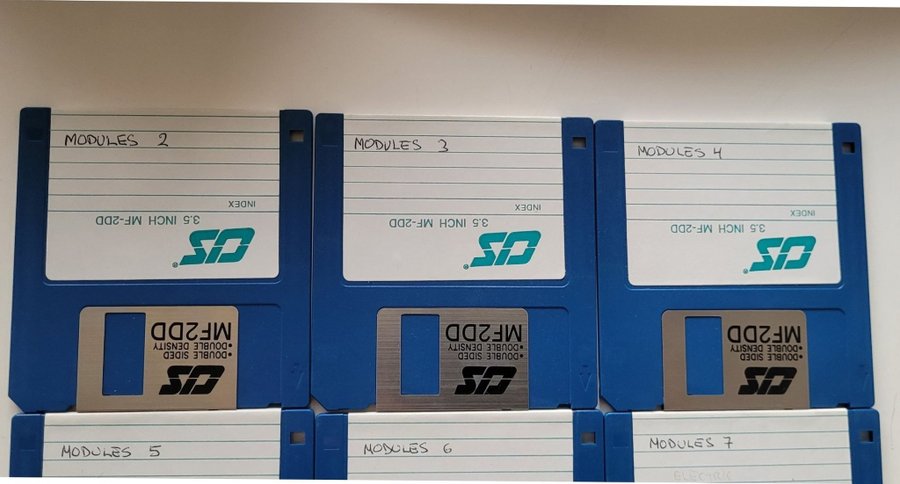 MODULES 2
INDEX
3.5 INCH MF-2DD
CIS®
MF2DD
• DOUBLE SIDED
• DOUBLE DENSITY
CIS
MODULES 3
INDEX
3.5 INCH MF-2DD
CIS®
MF2DD
• DOUBLE SIDED
• DOUBLE DENSITY
CIS
MODULES 4
INDEX
3.5 INCH MF-2DD
CIS®
MF2DD
• DOUBLE SIDED
• DOUBLE DENSITY
CIS
MODULES 5
MODULES 6
MODULES 7